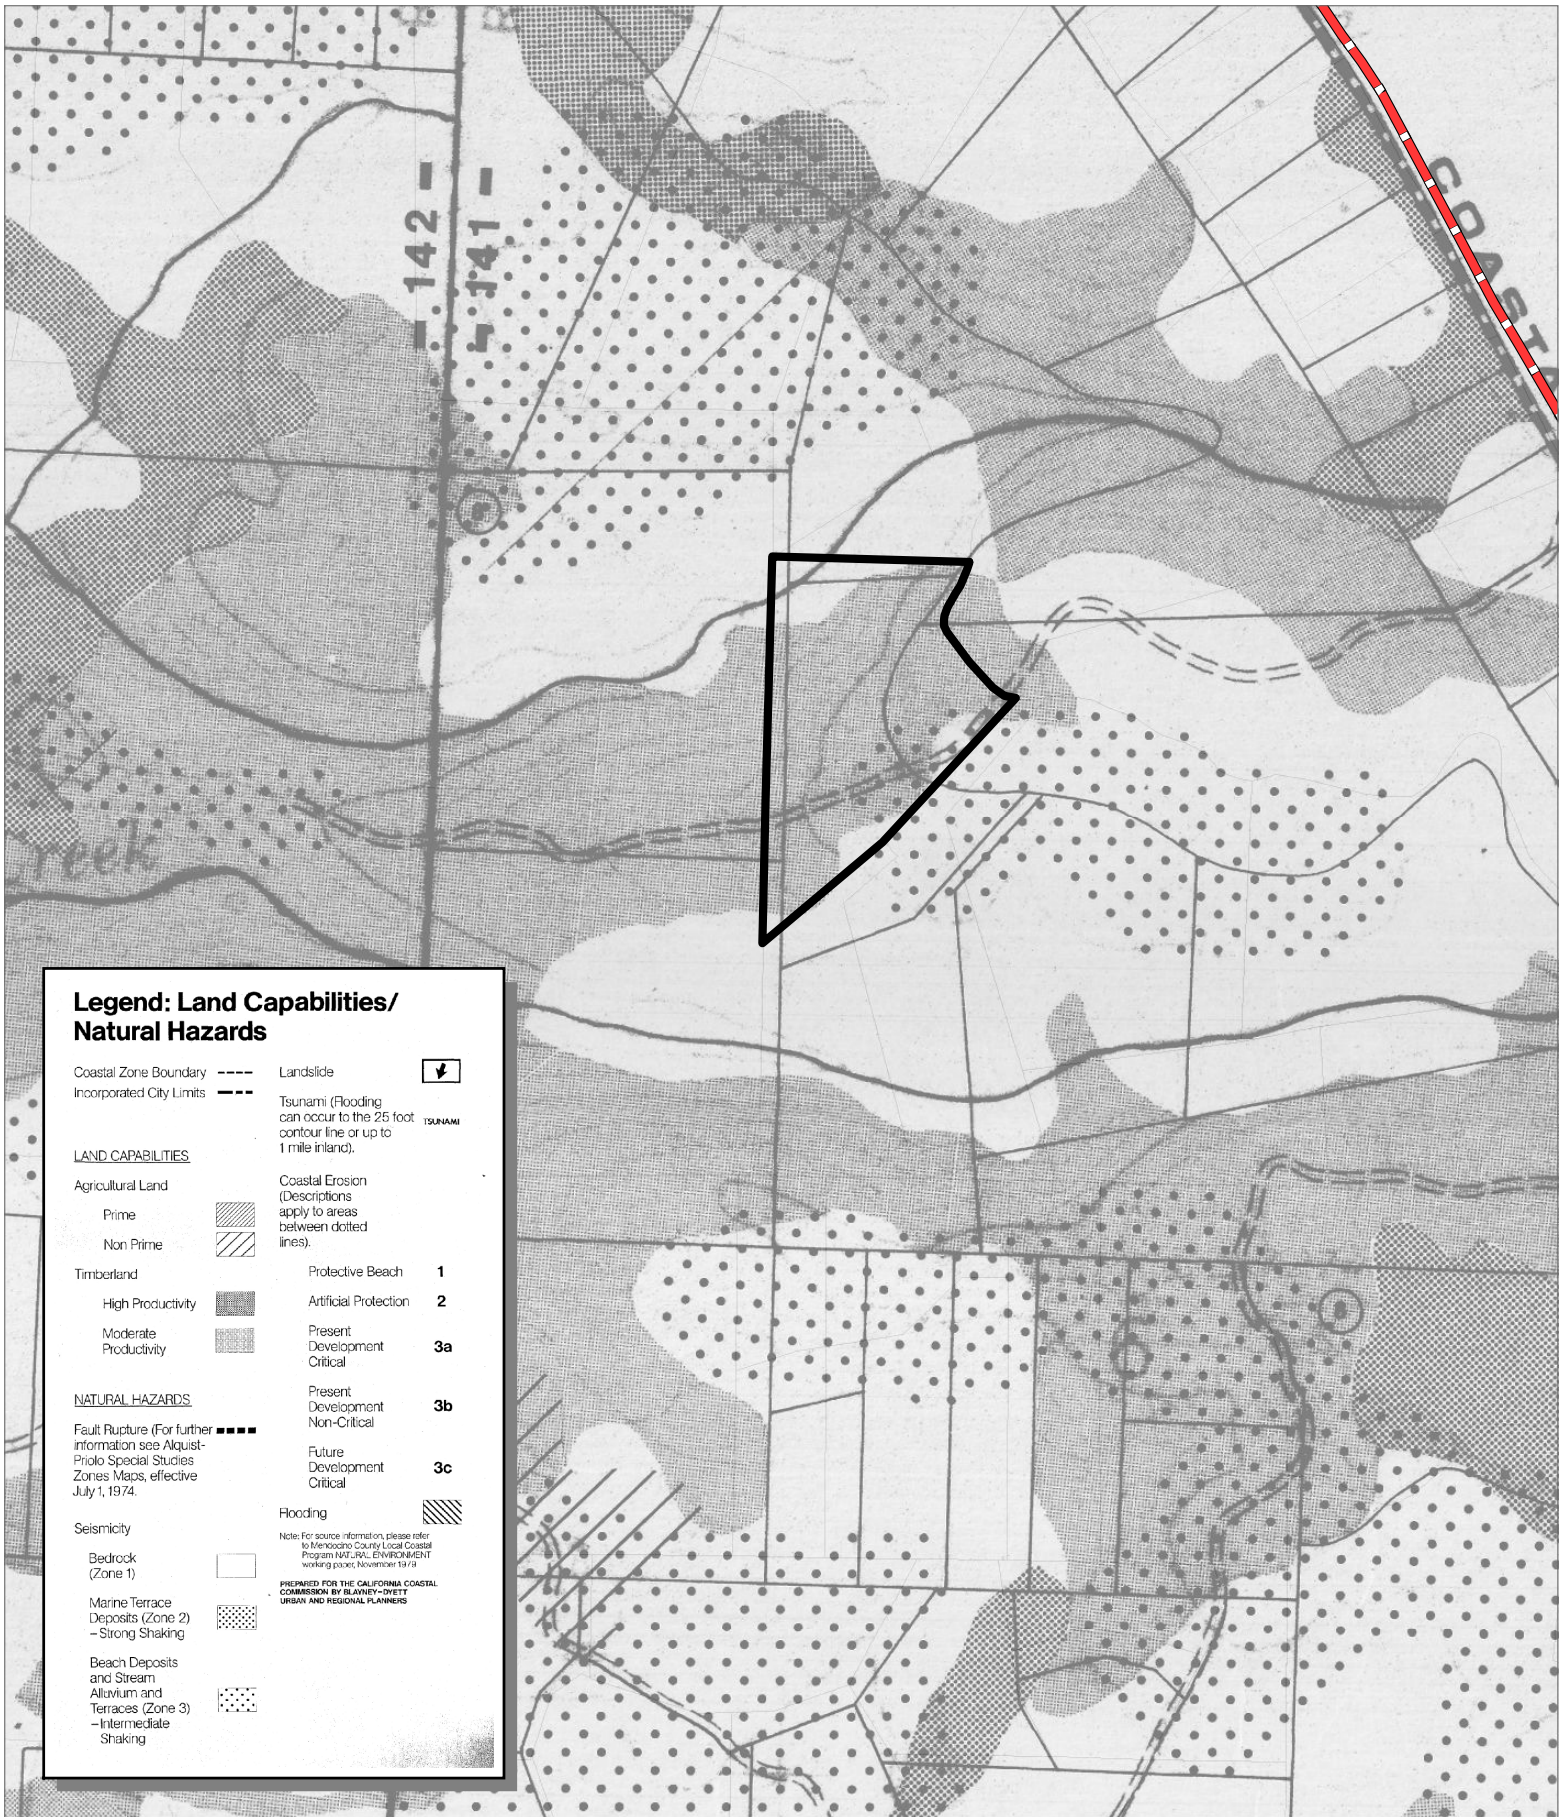 142
141
COASTA
reek
Legend: Land Capabilities/
Natural Hazards
Coastal Zone Boundary
Incorporated City Limits
LAND CAPABILITIES
Agricultural Land
Prime
Non Prime
Timberland
High Productivity
Moderate
Productivity
NATURAL HAZARDS
Fault Rupture (For further
information see Alquist-
Priolo Special Studies
Zones Maps, effective
July 1, 1974.
Seismicity
Bedrock
(Zone 1)
Marine Terrace
Deposits (Zone 2)
–Strong Shaking
Beach Deposits
and Stream
Alluvium and
Terraces (Zone 3)
–Intermediate
Shaking
Landslide
Tsunami (Flooding
can occur to the 25 foot
contour line or up to
1 mile inland).
TSUNAMI
Coastal Erosion
(Descriptions
apply to areas
between dotted
lines).
Protective Beach 1
Artificial Protection 2
Present
Development 3a
Critical
Present
Development 3b
Non-Critical
Future
Development 3c
Critical
Flooding
Note: For source information, please refer
to Mendocino County Local Coastal
Program NATURAL ENVIRONMENT
working paper, November 1979
PREPARED FOR THE CALIFORNIA COASTAL
COMMISSION BY BLAYNEY-DYETT
URBAN AND REGIONAL PLANNERS